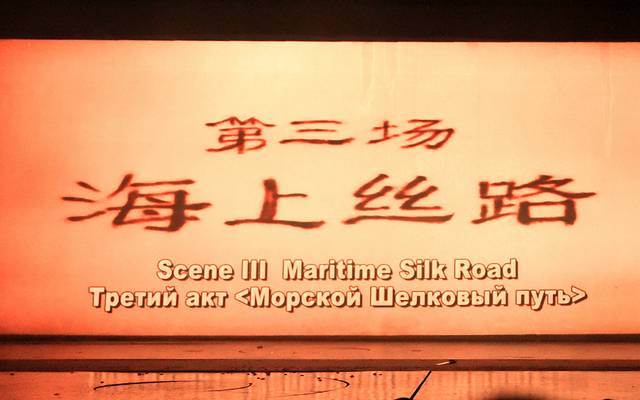 第三场
海上丝路
Scene III Maritime Silk Road
Третий акт <Морской Шелковый путь>